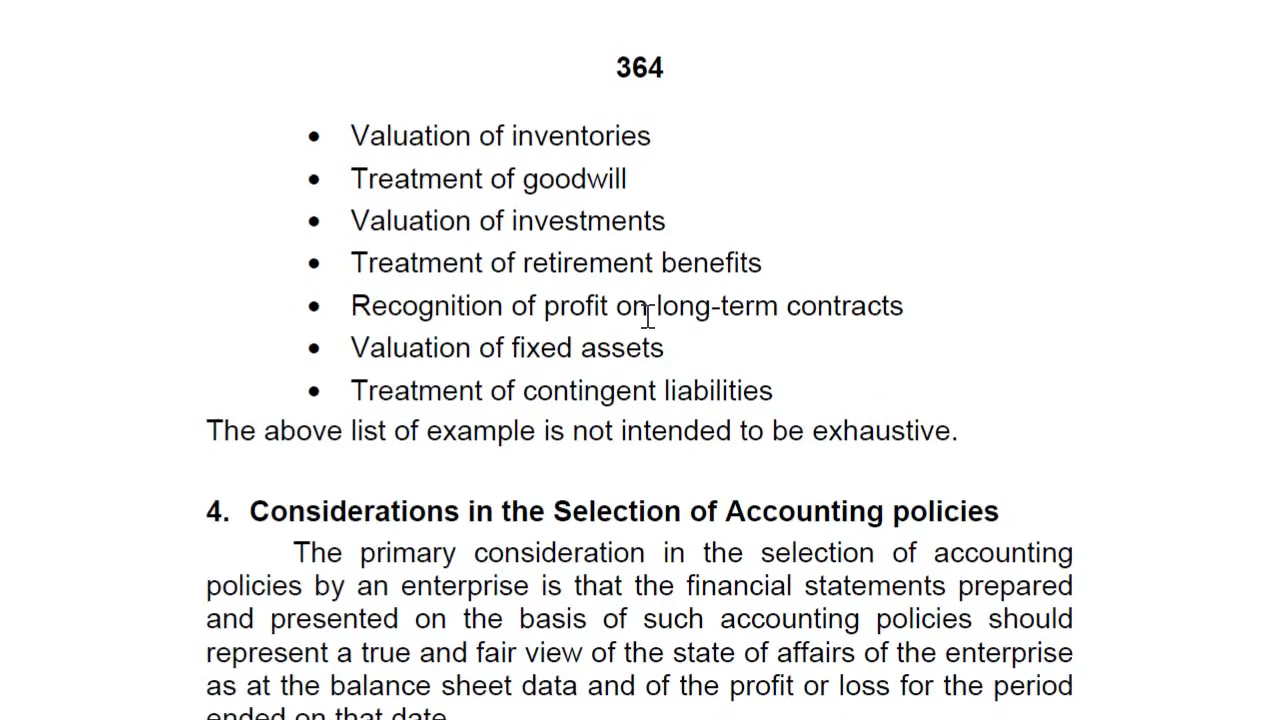 364
• Valuation of inventories
• Treatment of goodwill
• Valuation of investments
• Treatment of retirement benefits
• Recognition of profit on long-term contracts
• Valuation of fixed assets
• Treatment of contingent liabilities
The above list of example is not intended to be exhaustive.
4. Considerations in the Selection of Accounting policies
The primary consideration in the selection of accounting
policies by an enterprise is that the financial statements prepared
and presented on the basis of such accounting policies should
represent a true and fair view of the state of affairs of the enterprise
as at the balance sheet data and of the profit or loss for the period
ended on that date.